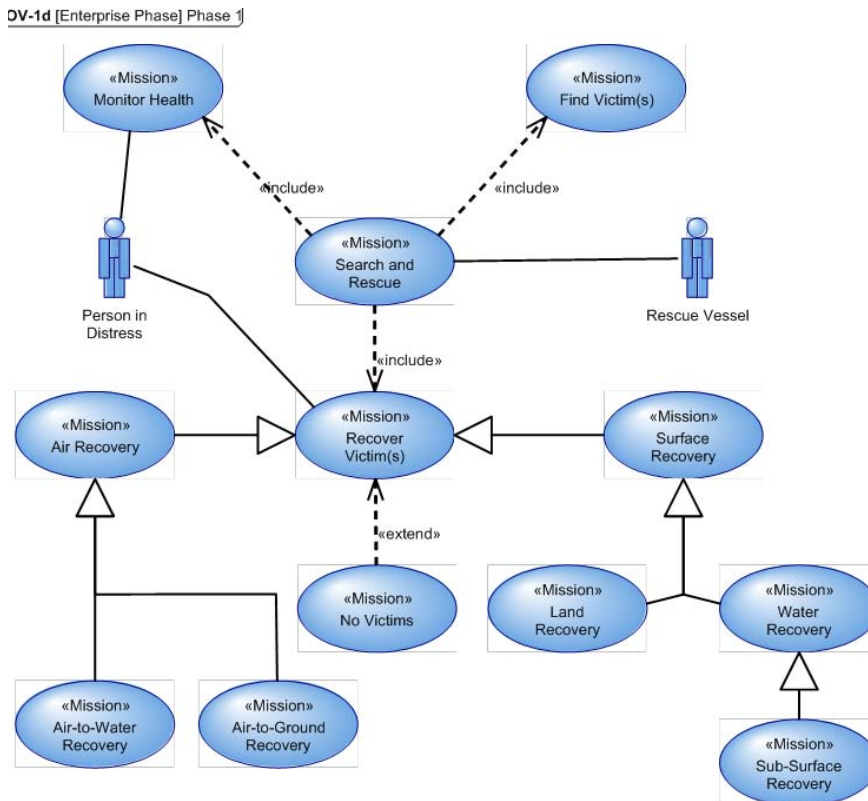 OV-1d [Enterprise Phase] Phase 1
«Mission»
Monitor Health
«Mission»
Find Victim(s)
«include»
«include»
«Mission»
Search and
Rescue
Person in
Distress
Rescue Vessel
«include»
«Mission»
Air Recovery
«Mission»
Recover
Victim(s)
«Mission»
Surface
Recovery
«extend»
«Mission»
No Victims
«Mission»
Land
Recovery
«Mission»
Water
Recovery
«Mission»
Air-to-Water
Recovery
«Mission»
Air-to-Ground
Recovery
«Mission»
Sub-Surface
Recovery